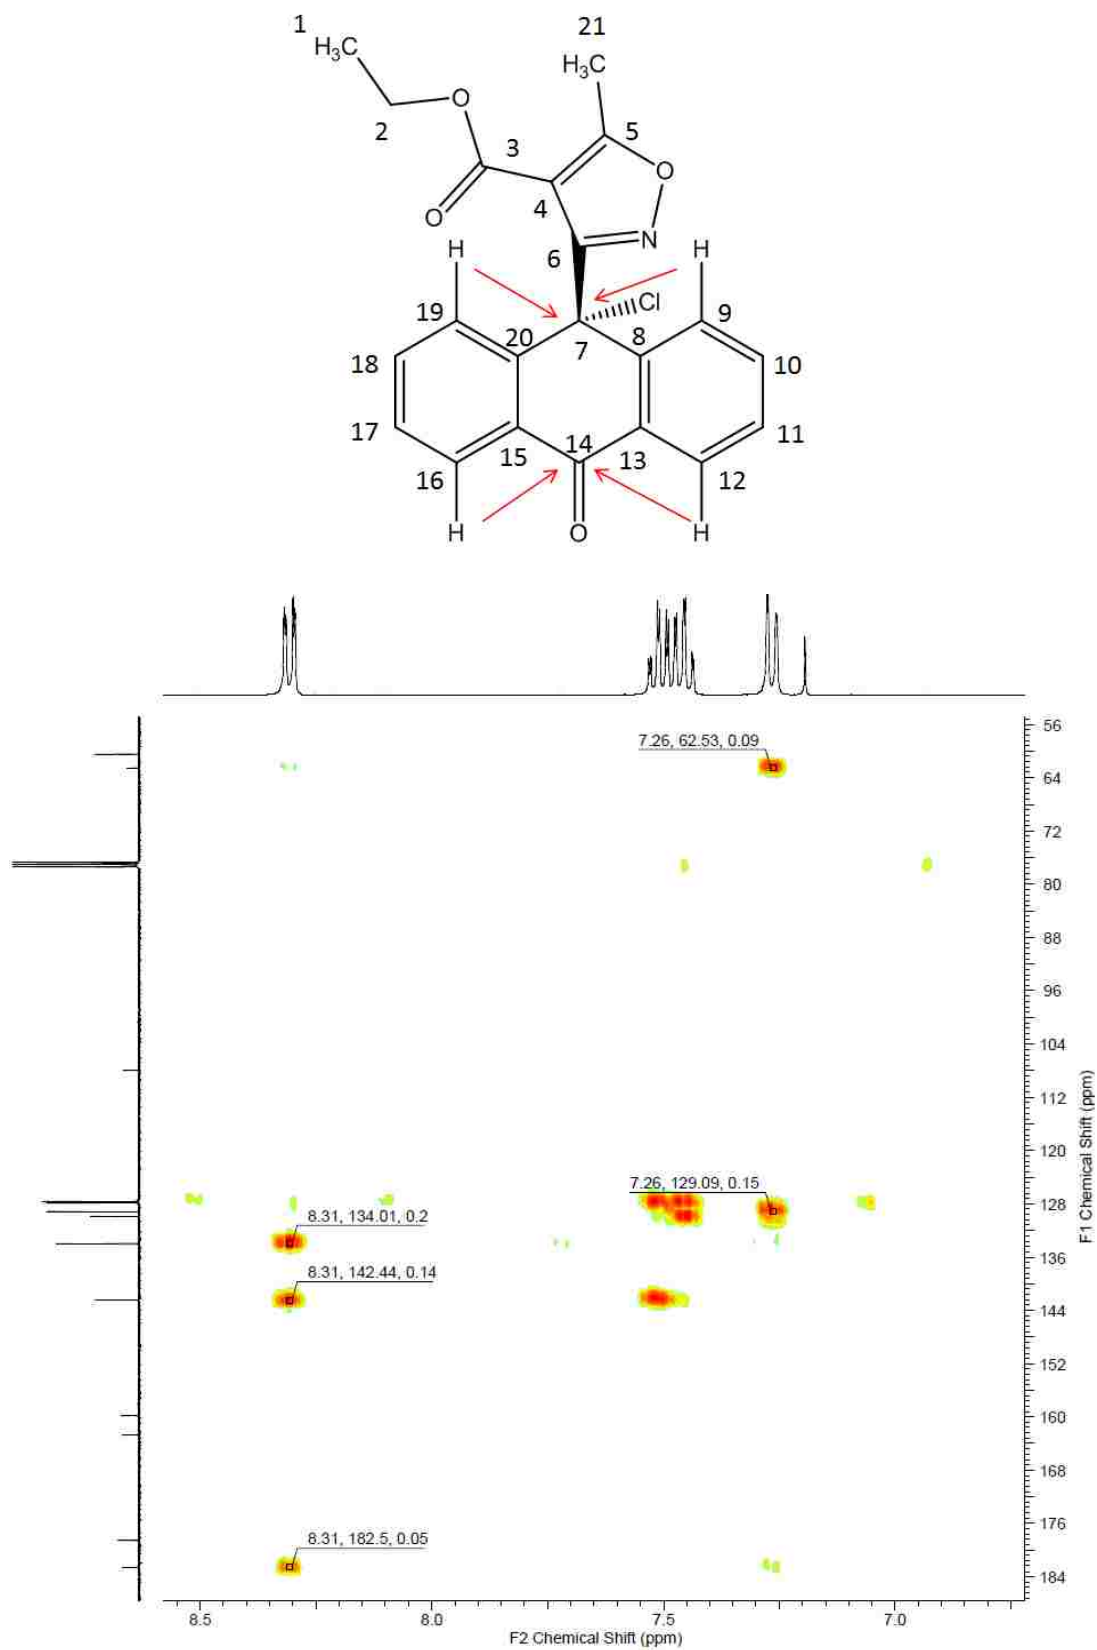 1
21
H3C
H3C
O
2
3
5
O
O
4
N
6
H
H
Cl
19
9
20
8
7
18
10
17
11
14
15
13
16
12
H
O
H
7.26, 62.53, 0.09
7.26, 129.09, 0.15
8.31, 134.01, 0.2
8.31, 142.44, 0.14
8.31, 182.5, 0.05
56
64
72
80
88
96
104
112
120
128
136
144
152
160
168
176
184
F1 Chemical Shift (ppm)
8.5
8.0
7.5
7.0
F2 Chemical Shift (ppm)